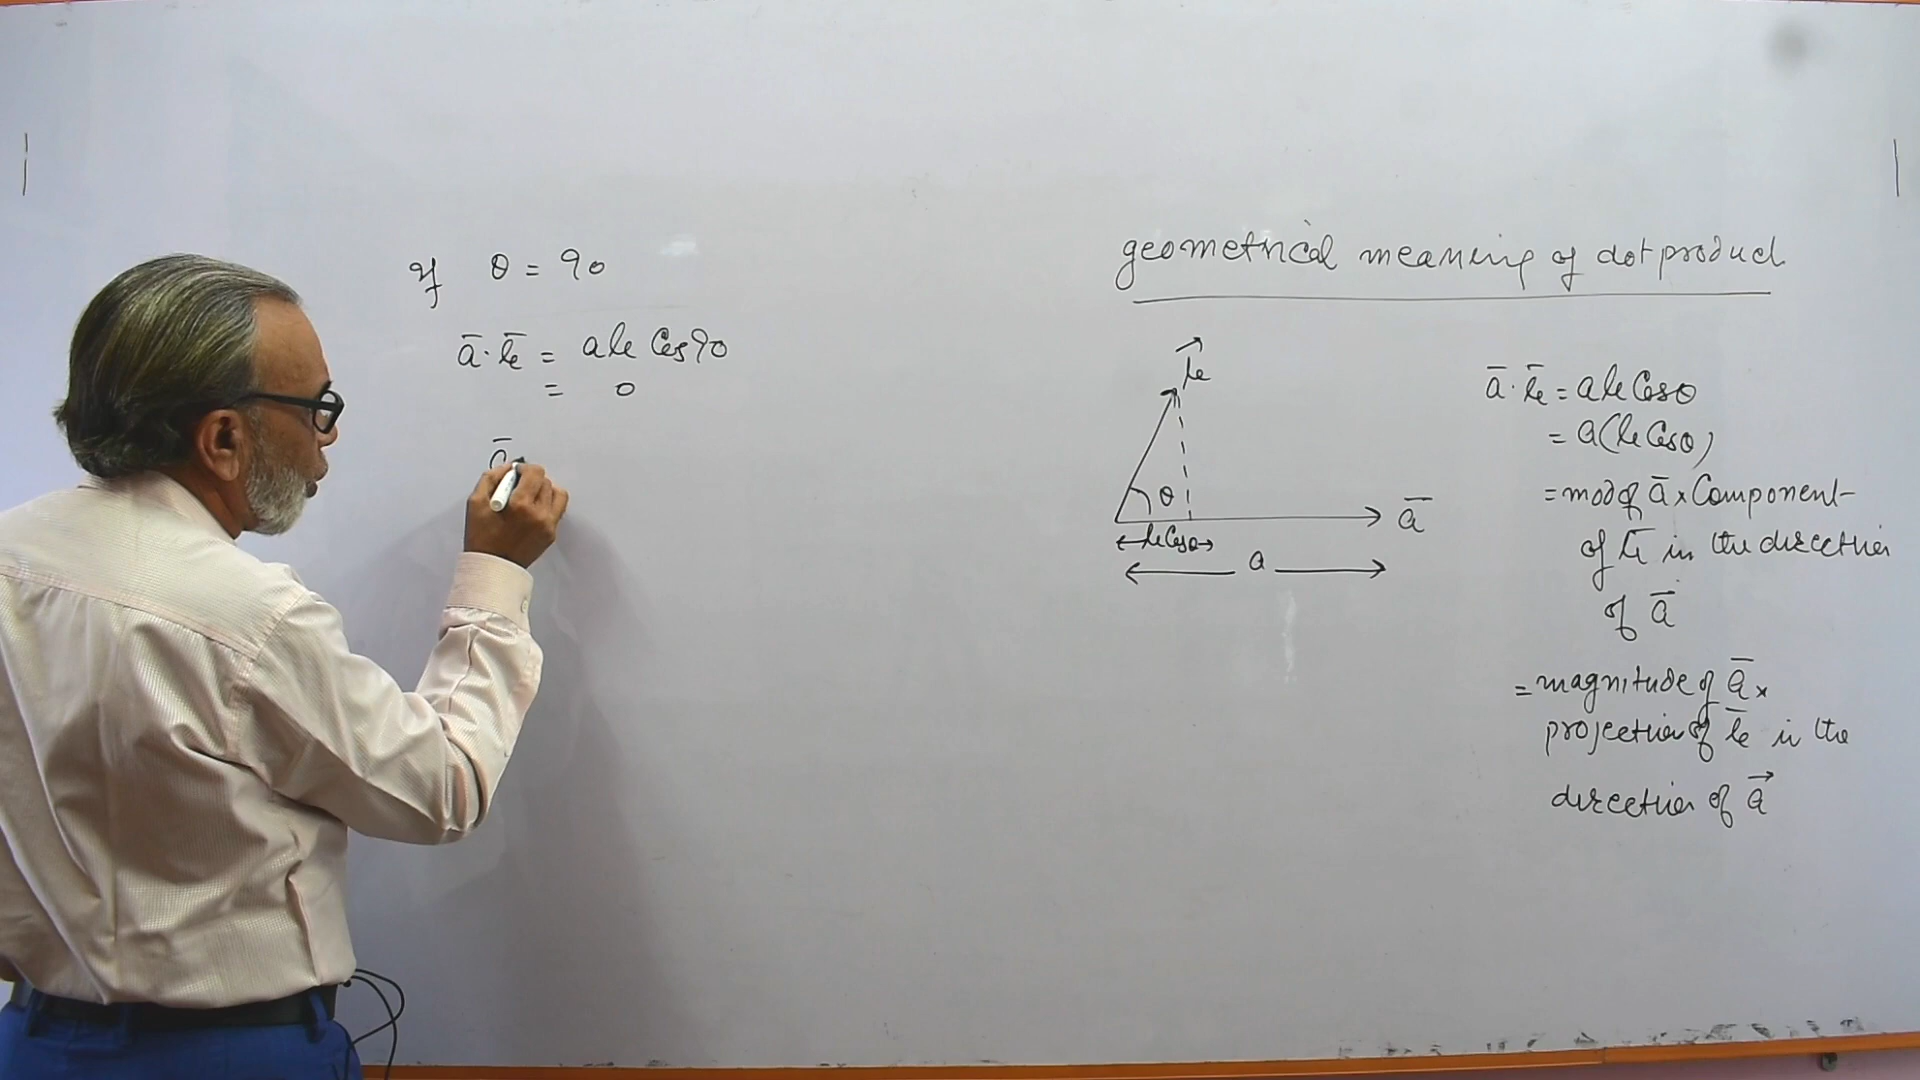 if θ = 90
a̅·b̅ = ab Cos90
= 0
a̅
geometrical meaning of dot product
b⃗
θ
a̅
bCosθ
a
a̅·b̅ = ab Cosθ
= a(b Cosθ)
= mod of a̅ × Component
of b̅ in the direction
of a̅
= magnitude of a̅ ×
projection of b̅ in the
direction of a⃗